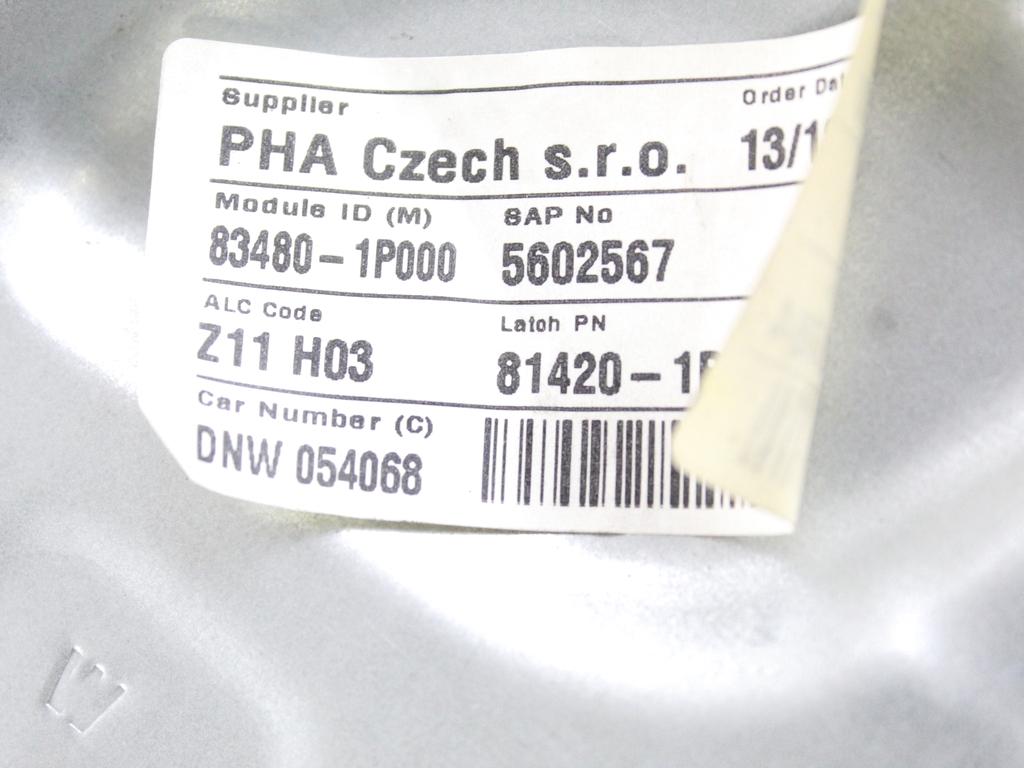 Supplier Order Da
PHA Czech s.r.o. 13/1
Module ID (M) SAP No
83480-1P000 5602567
ALC Code Latch PN
Z11 H03 81420-1
Car Number (C)
DNW 054068
W